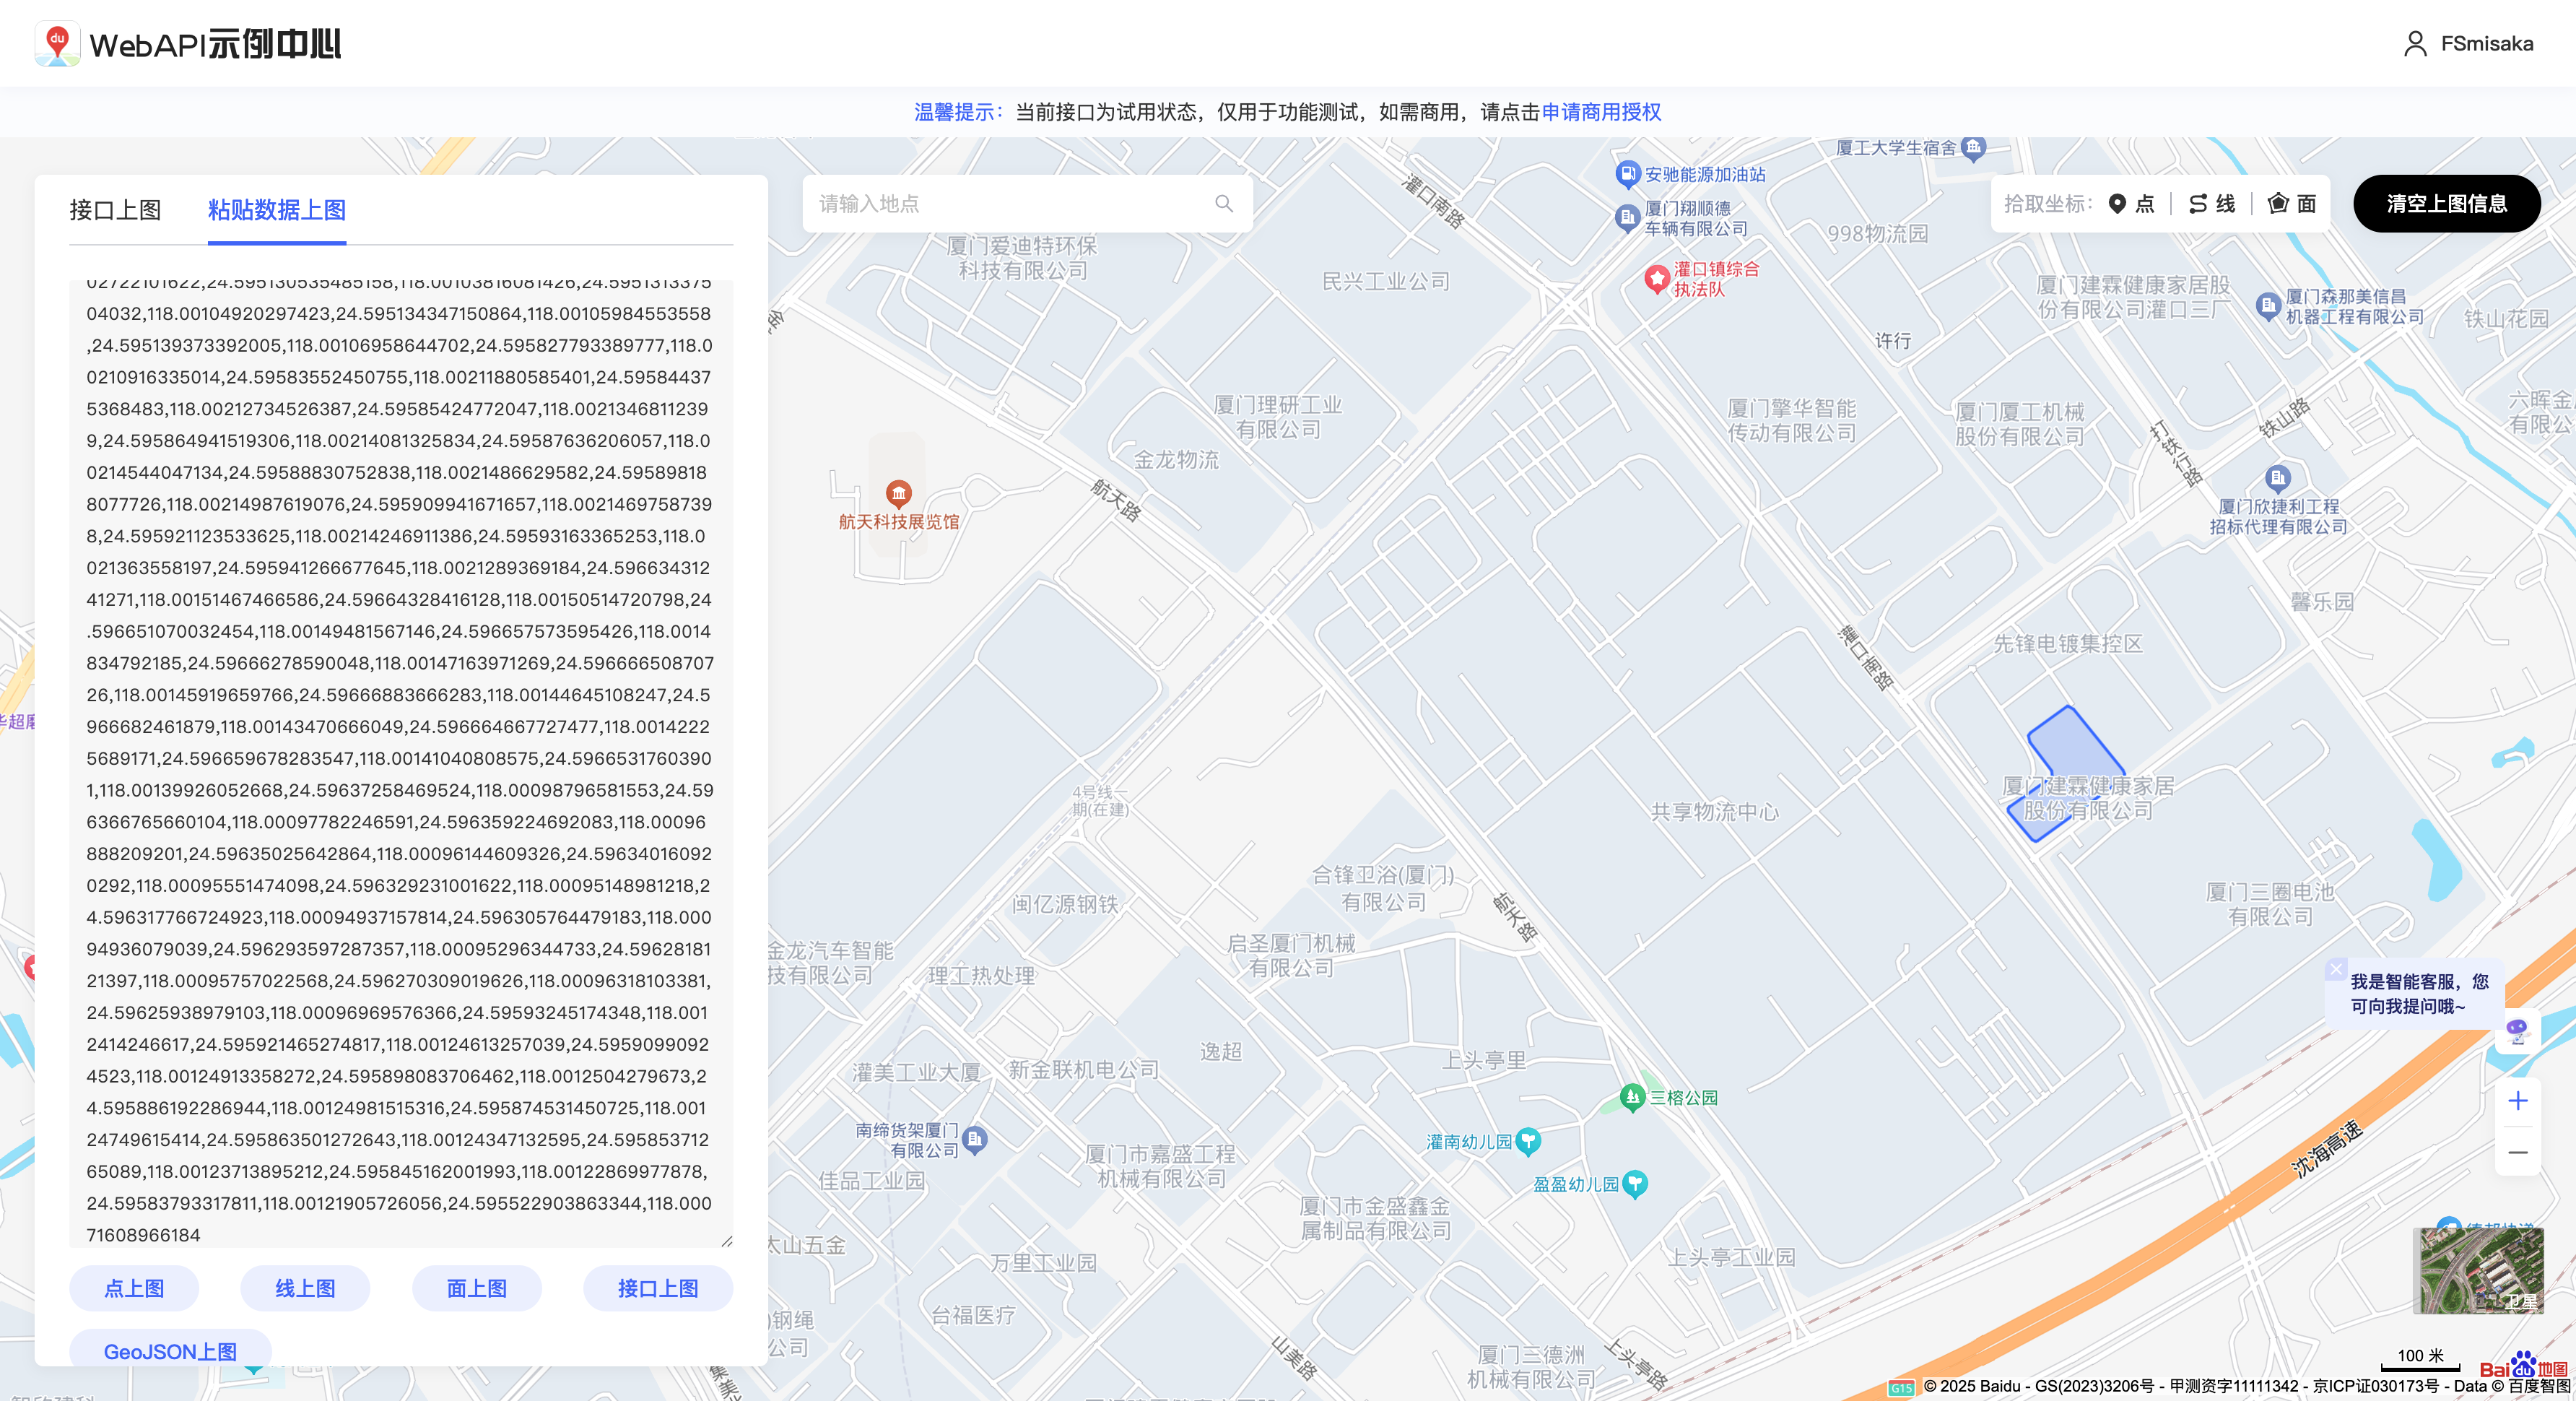 WebAPI示例中心
FSmisaka
温馨提示：当前接口为试用状态，仅用于功能测试，如需商用，请点击申请商用授权
接口上图
粘贴数据上图
02722101622,24.595130535485158,118.00103816081426,24.5951313375
04032,118.00104920297423,24.595134347150864,118.00105984553558
,24.595139373392005,118.00106958644702,24.595827793389777,118.0
0210916335014,24.59583552450755,118.00211880585401,24.59584437
5368483,118.00212734526387,24.59585424772047,118.0021346811239
9,24.595864941519306,118.00214081325834,24.59587636206057,118.0
0214544047134,24.59588830752838,118.0021486629582,24.59589818
8077726,118.00214987619076,24.595909941671657,118.0021469758739
8,24.595921123533625,118.00214246911386,24.59593163365253,118.0
021363558197,24.595941266677645,118.0021289369184,24.596634312
41271,118.00151467466586,24.59664328416128,118.00150514720798,24
.596651070032454,118.00149481567146,24.596657573595426,118.0014
834792185,24.59666278590048,118.00147163971269,24.596666508707
26,118.00145919659766,24.59666883666283,118.00144645108247,24.5
9666824​61879,118.00143470666049,24.596664667727477,118.0014222
5689171,24.596659678283547,118.00141040808575,24.5966531760390
1,118.00139926052668,24.59637258469524,118.00098796581553,24.59
6366765660104,118.00097782246591,24.596359224692083,118.00096
888209201,24.59635025642864,118.00096144609326,24.59634016092
0292,118.00095551474098,24.596329231001622,118.00095148981218,2
4.596317766724923,118.00094937157814,24.596305764479183,118.000
94936079039,24.596293597287357,118.00095296344733,24.59628181
21397,118.00095757022568,24.596270309019626,118.00096318103381,
24.59625938979103,118.00096969576366,24.59593245174348,118.001
2414246617,24.595921465274817,118.00124613257039,24.5959099092
4523,118.00124913358272,24.595898083706462,118.0012504279673,2
4.595886192286944,118.00124981515316,24.595874531450725,118.001
24749615414,24.595863501272643,118.00124347132595,24.595853712
65089,118.00123713895212,24.595845162001993,118.00122869977878,
24.59583793317811,118.00121905726056,24.595522903863344,118.000
71608966184
点上图
线上图
面上图
接口上图
GeoJSON上图
请输入地点
拾取坐标：
点
线
面
清空上图信息
厦工大学生宿舍
安驰能源加油站
厦门翔顺德
车辆有限公司
灌口南路
998物流园
厦门爱迪特环保
科技有限公司
民兴工业公司
灌口镇综合
执法队
厦门建霖健康家居股
份有限公司灌口三厂
厦门森那美信昌
机器工程有限公司
铁山花园
许行
厦门理研工业
有限公司
厦门擎华智能
传动有限公司
厦门厦工机械
股份有限公司
打铁行路
铁山路
六晖金
有限公
金龙物流
航天路
航天科技展览馆
厦门欣捷利工程
招标代理有限公司
馨乐园
灌口南路
先锋电镀集控区
4号线一
期(在建)
共享物流中心
厦门建霖健康家居
股份有限公司
合锋卫浴(厦门)
有限公司
航天路
闽亿源钢铁
厦门三圈电池
有限公司
金龙汽车智能
技有限公司
理工热处理
启圣厦门机械
有限公司
我是智能客服，您
可向我提问哦~
逸超
上头亭里
灌美工业大厦
新金联机电公司
三榕公园
南缔货架厦门
有限公司
灌南幼儿园
厦门市嘉盛工程
机械有限公司
佳品工业园
盈盈幼儿园
沈海高速
厦门市金盛鑫金
属制品有限公司
太山五金
万里工业园
上头亭工业园
台福医疗
钢绳
公司
山美路
厦门三德洲
机械有限公司
上头亭路
集美
卫星
100 米
Bai du 地图
G15
© 2025 Baidu - GS(2023)3206号 - 甲测资字11111342 - 京ICP证030173号 - Data © 百度智图